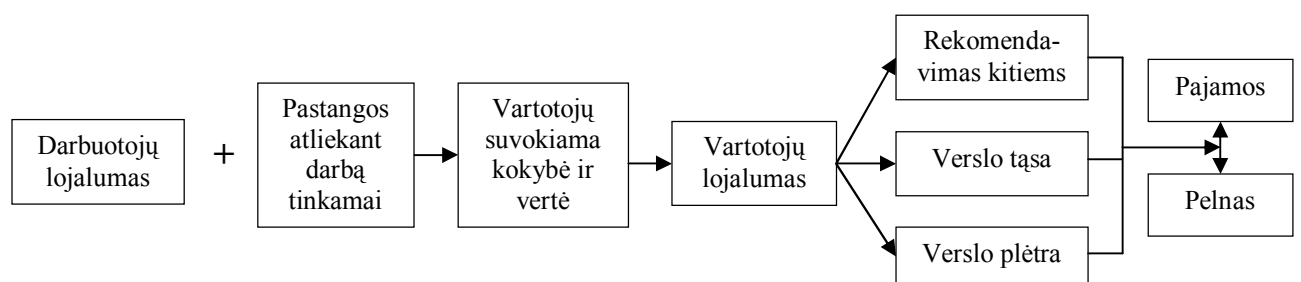 Darbuotojų
lojalumas
+
Pastangos
atliekant
darbą
tinkamai
Vartotojų
suvokiama
kokybė ir
vertė
Vartotojų
lojalumas
Rekomenda-
vimas kitiems
Verslo tąsa
Verslo plėtra
Pajamos
Pelnas